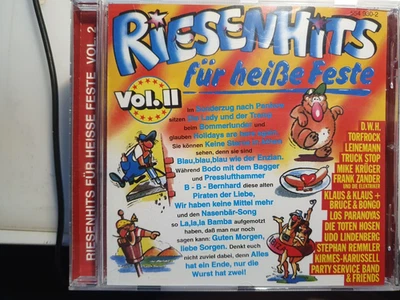 RIESENHITS FÜR HEISSE FESTE VOL. 2
RIESENHITS
für heiße Feste
Vol. II
Im Sonderzug nach Pankow
sitzen Die Lady und der Tramp
beim Bommerlunder und
glauben Holidays are here again
Sie können Keine Sterne in Athen
sehen, denn sie sind
Blau,blau,blau wie der Enzian.
Während Bodo mit dem Bagger
und Presslufthammer
B - B - Bernhard diese alten
Piraten der Liebe,
Wir haben keine Mittel mehr
und den Nasenbär-Song
so La,la,la Bamba aufgemotzt
haben, daß man nur noch
sagen kann: Guten Morgen,
liebe Sorgen. Denkt euch
nicht zuviel dabei, denn Alles
hat ein Ende, nur die
Wurst hat zwei!
D.W.H.
TORFROCK
LEINEMANN
TRUCK STOP
MIKE KRÜGER
FRANK ZANDER
KLAUS & KLAUS +
BRUCE & BONGO
LOS PARANOYAS
DIE TOTEN HOSEN
UDO LINDENBERG
STEPHAN REMMLER
KIRMES-KARUSSELL
PARTY SERVICE BAND
& FRIENDS